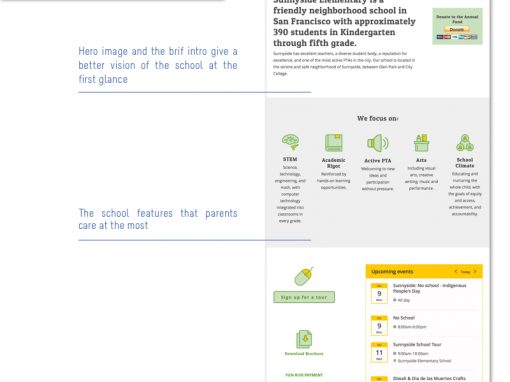 Sunnyside Elementary is a
friendly neighborhood school in
San Francisco with approximately
390 students in Kindergarten
through fifth grade.
Sunnyside has excellent teachers, a diverse student body, a reputation for
excellence, and one of the most active PTAs in the city. Our school is located in
the serene and safe neighborhood of Sunnyside, between Glen Park and City
College.
Donate to the Annual
Fund
Donate
Hero image and the brif intro give a
better vision of the school at the
first glance
We focus on:
STEM
Science,
technology,
engineering, and
math, with
computer
technology
integrated into
classrooms in
every grade.
Academic
Rigor
Reinforced by
hands-on learning
opportunities.
Active PTA
Welcoming to new
ideas and
participation
without pressure.
Arts
Including visual
arts, creative
writing, music and
performance.
School
Climate
Educating and
nurturing the
whole child, with
the goals of equity
and access,
achievement, and
accountability.
The school features that parents
care at the most
Sign up for a tour
Download Brochure
FUN RUN PAYMENT
Upcoming events
Today
9
Mon
Sunnyside: No school - Indigenous
People's Day
All day
9
Mon
No School
8:00am-6:00pm
11
Wed
Sunnyside School Tour
9:00am-10:00am
Sunnyside Elementary School
Diwali & Dia de las Muertes Crafts